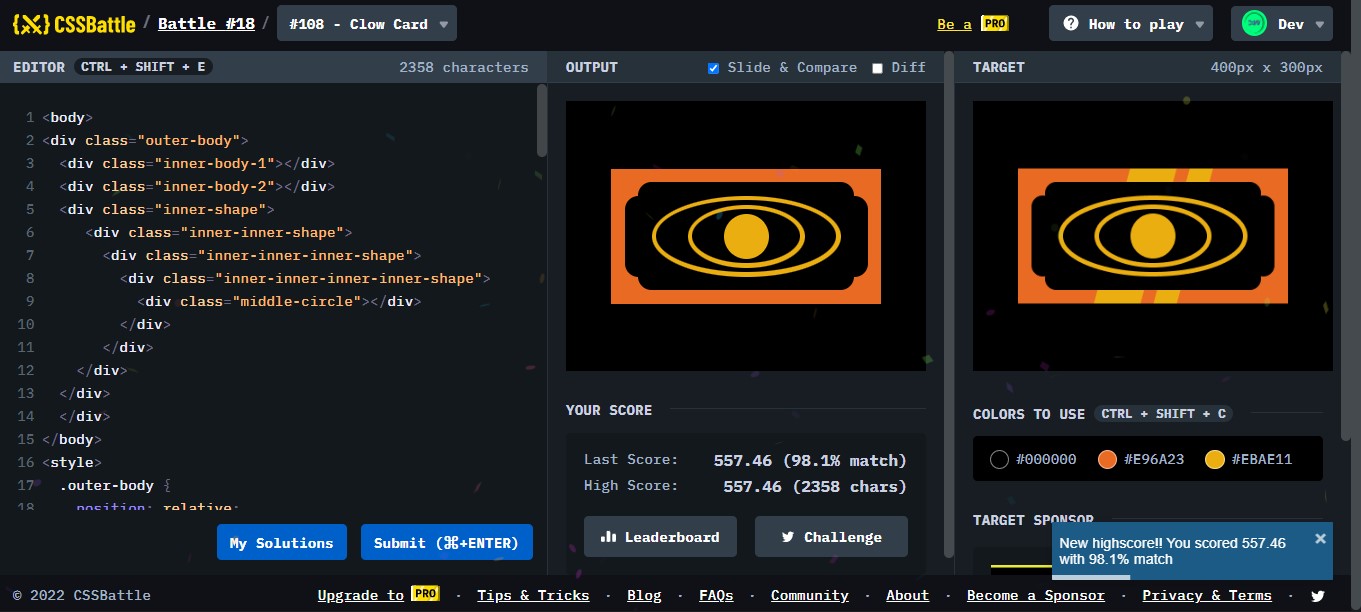 {X} CSSBattle / Battle #18 / #108 - Clow Card ▾ Be a PRO ? How to play ▾ Dev ▾
EDITOR CTRL + SHIFT + E 2358 characters
1 <body>
2 <div class="outer-body">
3 <div class="inner-body-1"></div>
4 <div class="inner-body-2"></div>
5 <div class="inner-shape">
6 <div class="inner-inner-shape">
7 <div class="inner-inner-inner-shape">
8 <div class="inner-inner-inner-inner-shape">
9 <div class="middle-circle"></div>
10 </div>
11 </div>
12 </div>
13 </div>
14 </div>
15 </body>
16 <style>
17 .outer-body {
18 position: relative;
My Solutions Submit (⌘+ENTER)
OUTPUT Slide & Compare Diff
YOUR SCORE
Last Score: 557.46 (98.1% match)
High Score: 557.46 (2358 chars)
Leaderboard Challenge
TARGET 400px x 300px
COLORS TO USE CTRL + SHIFT + C
#000000 #E96A23 #EBAE11
TARGET SPONSOR
New highscore!! You scored 557.46
with 98.1% match
© 2022 CSSBattle Upgrade to PRO · Tips & Tricks · Blog · FAQs · Community · About · Become a Sponsor · Privacy & Terms ·